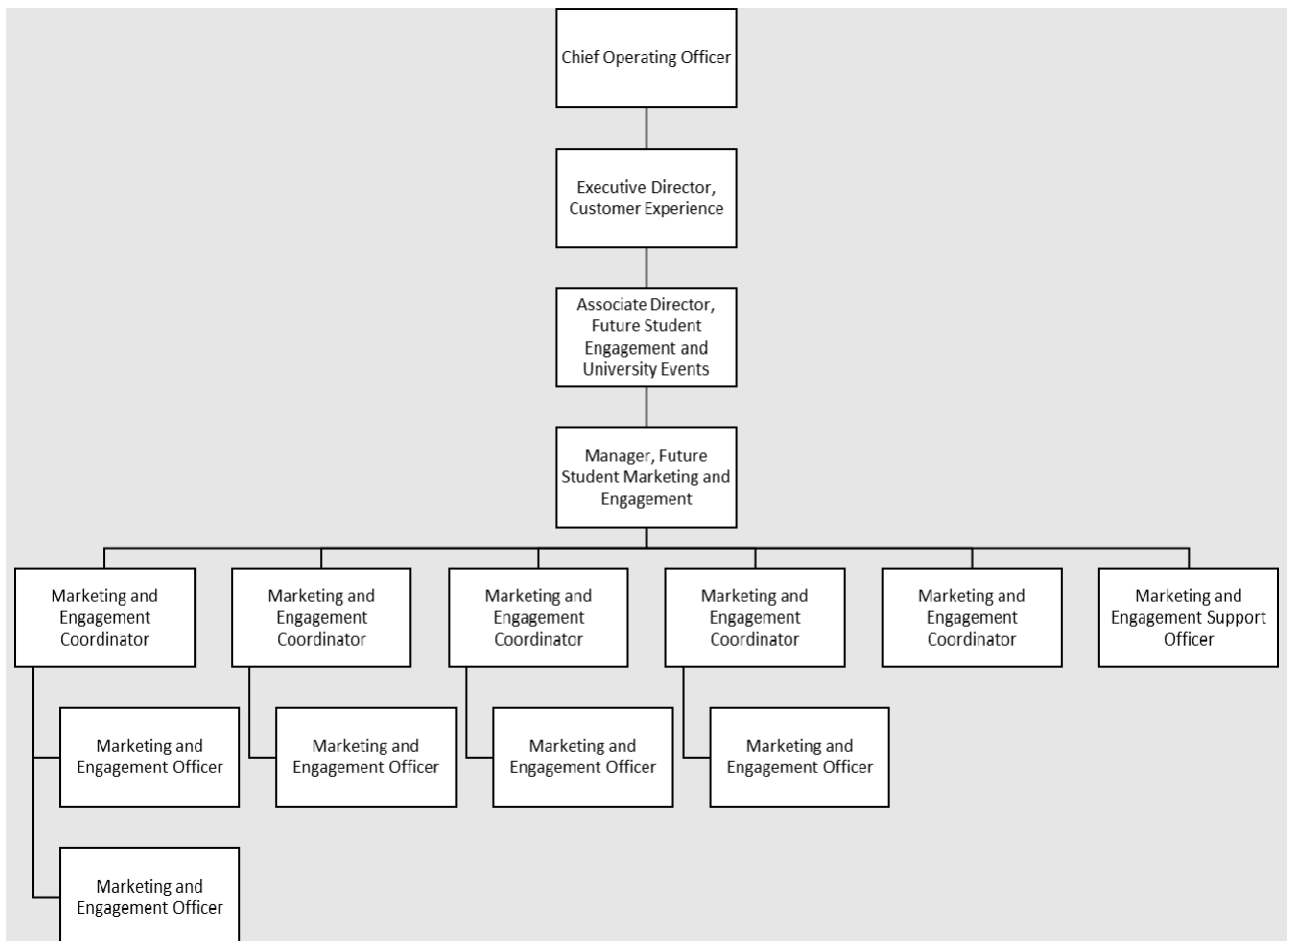 Chief Operating Officer
Executive Director,
Customer Experience
Associate Director,
Future Student
Engagement and
University Events
Manager, Future
Student Marketing and
Engagement
Marketing and
Engagement
Coordinator
Marketing and
Engagement
Coordinator
Marketing and
Engagement
Coordinator
Marketing and
Engagement
Coordinator
Marketing and
Engagement
Coordinator
Marketing and
Engagement Support
Officer
Marketing and
Engagement Officer
Marketing and
Engagement Officer
Marketing and
Engagement Officer
Marketing and
Engagement Officer
Marketing and
Engagement Officer